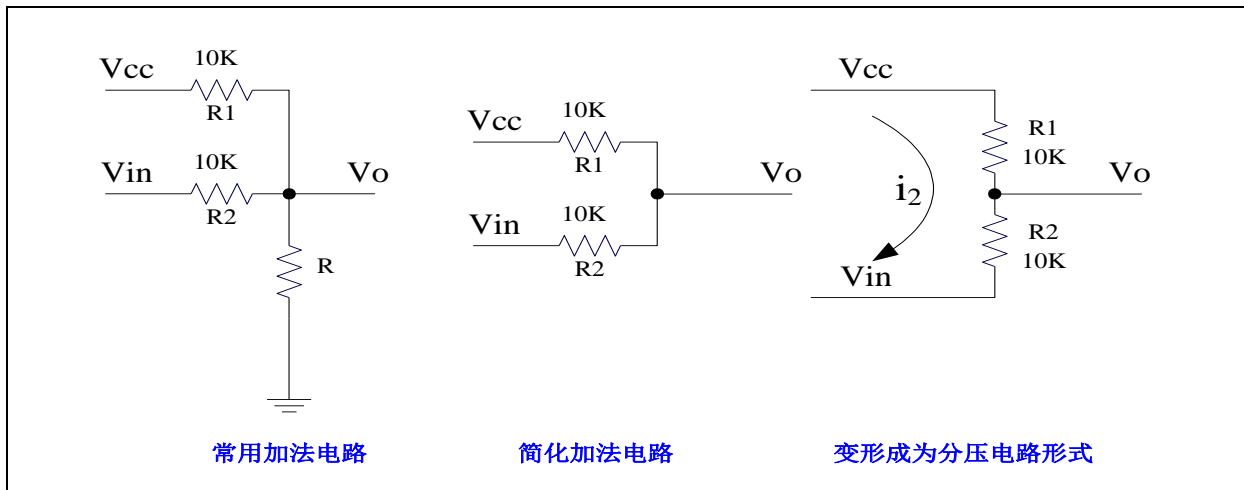 10K
Vcc
R1
10K
Vin
Vo
R2
R
常用加法电路
10K
Vcc
R1
Vo
10K
Vin
R2
简化加法电路
Vcc
R1
10K
Vo
i₂
R2
10K
Vin
变形成为分压电路形式